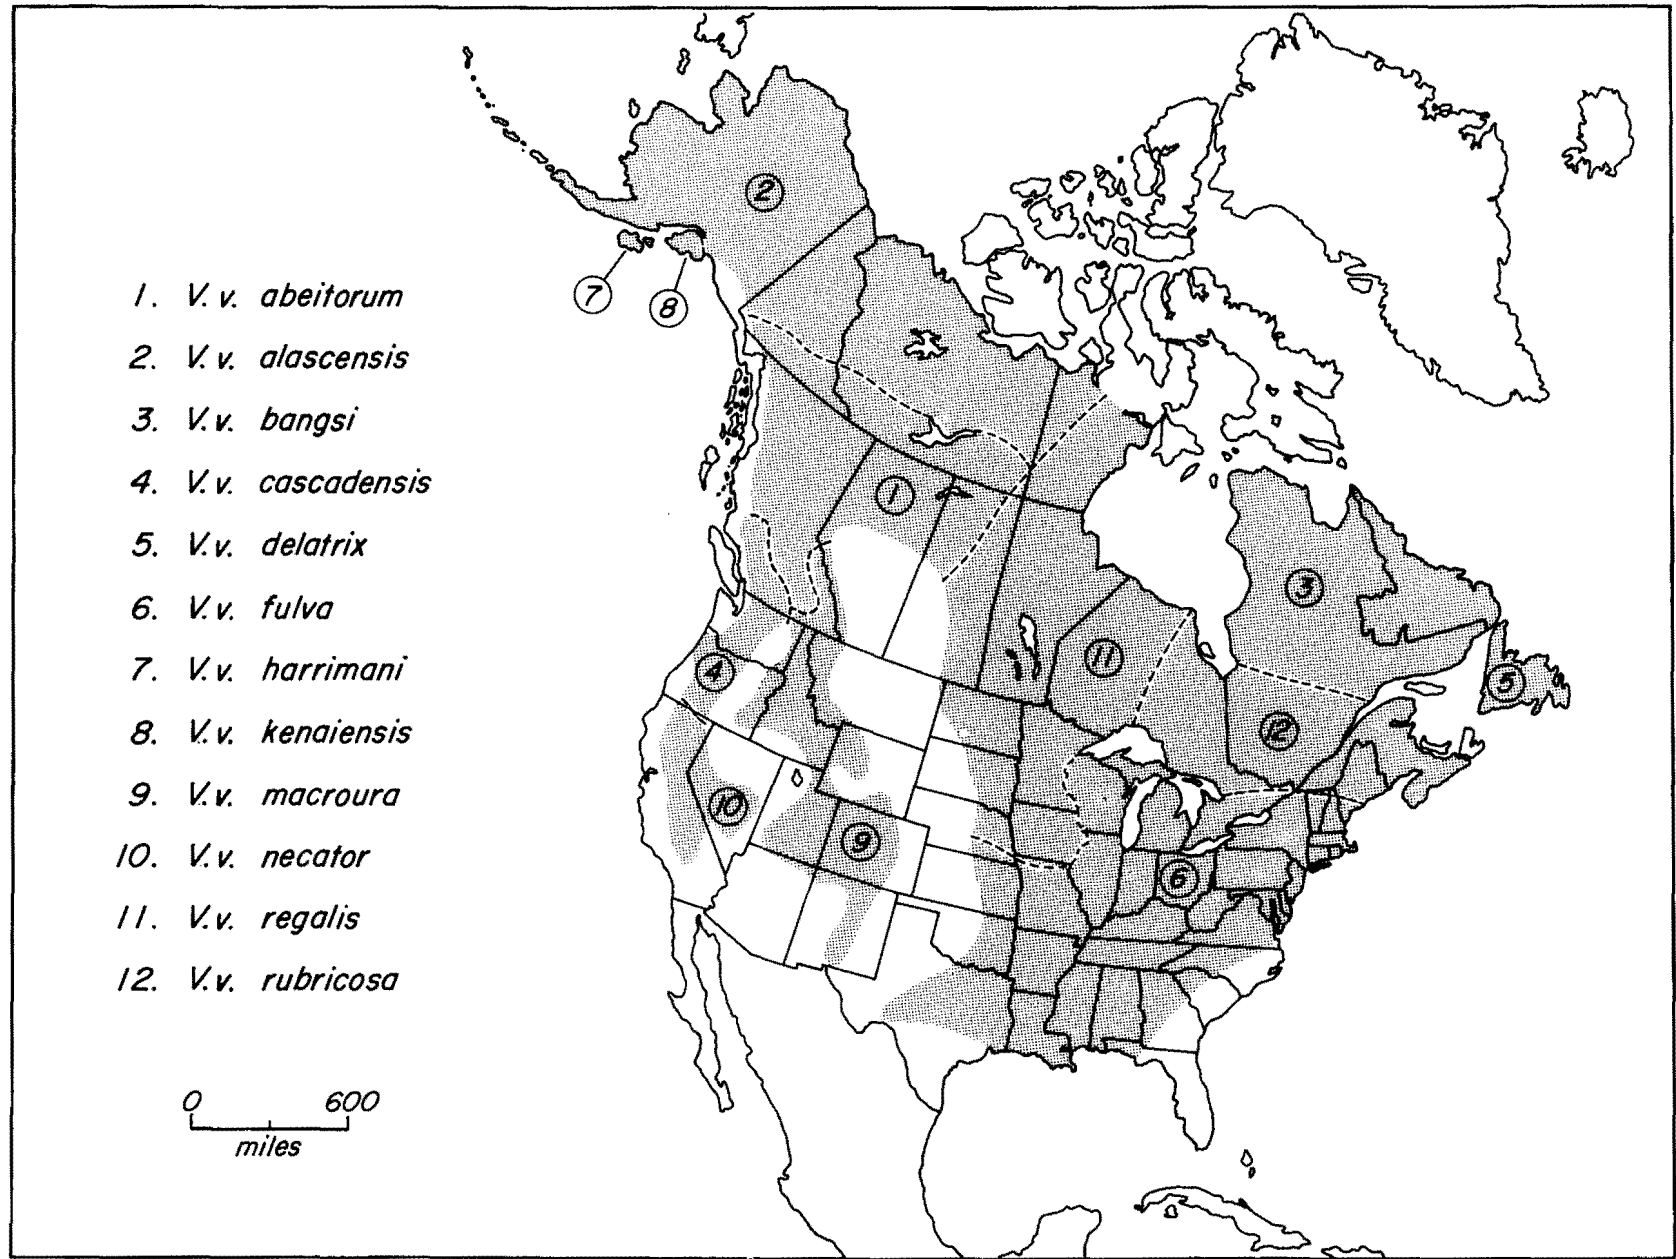 1. V. v. abeitorum
2. V. v. alascensis
3. V. v. bangsi
4. V. v. cascadensis
5. V. v. delatrix
6. V. v. fulva
7. V. v. harrimani
8. V. v. kenaiensis
9. V. v. macroura
10. V. v. necator
11. V. v. regalis
12. V. v. rubricosa
0 600
miles
2
7
8
1
3
11
4
5
12
10
9
6